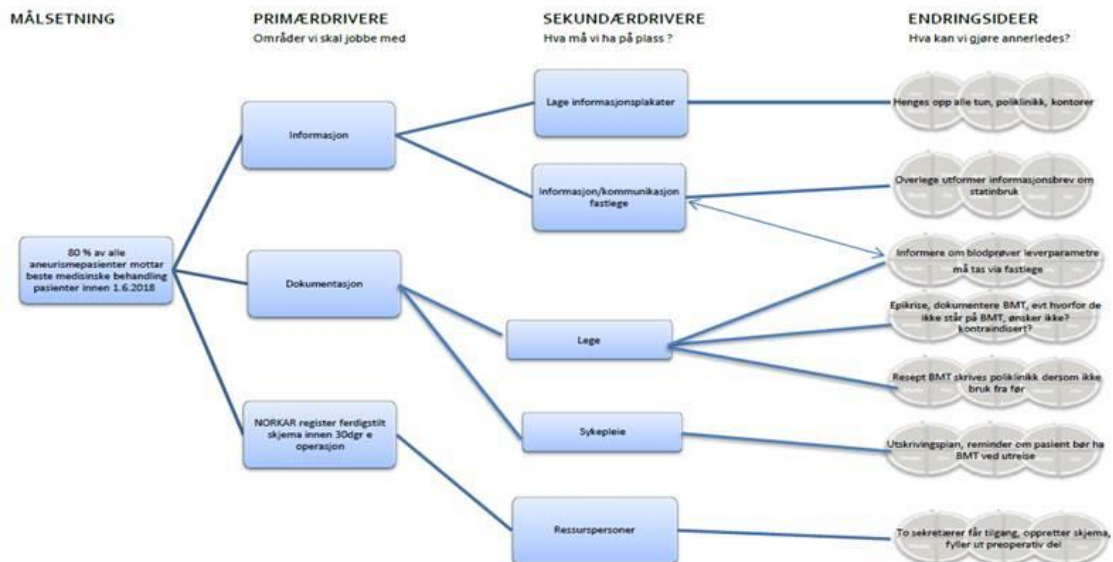 MÅLSETNING
PRIMÆRDRIVERE
Områder vi skal jobbe med
SEKUNDÆRDRIVERE
Hva må vi ha på plass ?
ENDRINGSIDEER
Hva kan vi gjøre annerledes?
80 % av alle
aneurismepasienter mottar
beste medisinske behandling
pasienter innen 1.6.2018
Informasjon
Dokumentasjon
NORKAR register ferdigstilt
skjema innen 30dgr e
operasjon
Lage informasjonsplakater
Informasjon/kommunikasjon
fastlege
Lege
Sykepleie
Ressurspersoner
Henges opp alle tun, poliklinikk, kontorer
Overlege utformer informasjonsbrev om
statinbruk
Informere om blodprøver leverparametre
må tas via fastlege
Epikrise, dokumentere BMT, evt hvorfor de
ikke står på BMT, ønsker ikke?
kontraindisert?
Resept BMT skrives poliklinikk dersom ikke
bruk fra før
Utskrivingsplan, reminder om pasient bør ha
BMT ved utreise
To sekretærer får tilgang, oppretter skjema,
fyller ut preoperativ del